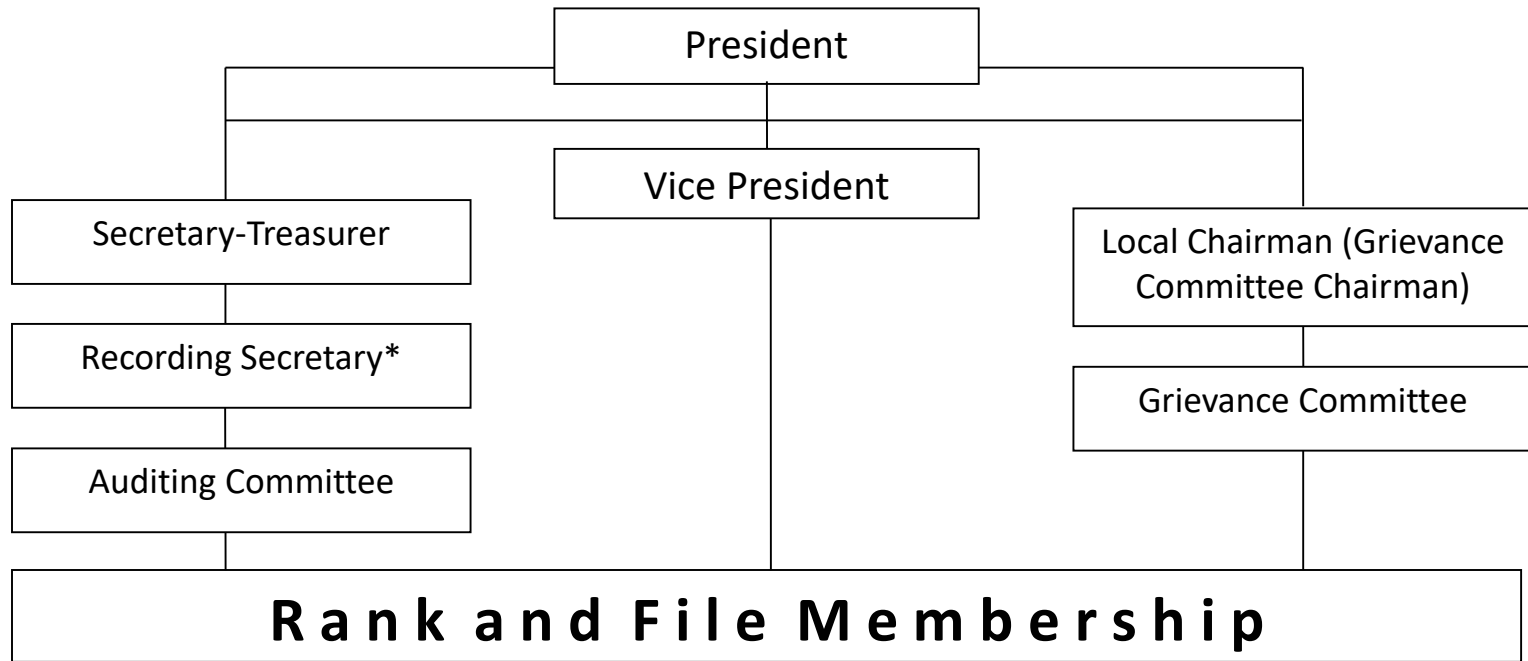 President
Vice President
Secretary-Treasurer
Local Chairman (Grievance
Committee Chairman)
Recording Secretary*
Grievance Committee
Auditing Committee
Rank and File Membership